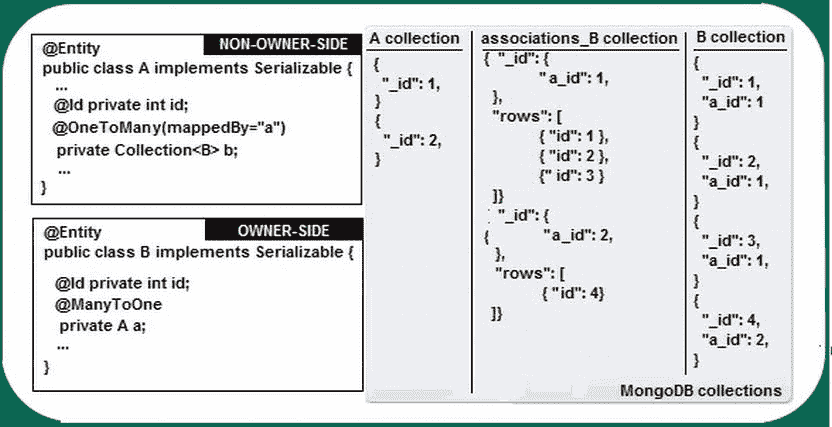 @Entity
NON-OWNER-SIDE
public class A implements Serializable {
...
@Id private int id;
@OneToMany(mappedBy="a")
private Collection<B> b;
...
}
@Entity
OWNER-SIDE
public class B implements Serializable {
@Id private int id;
@ManyToOne
private A a;
...
}
A collection
{
"_id": 1,
}
{
"_id": 2,
}
associations_B collection
{ "_id": {
"a_id": 1,
},
"rows": [
{ "id": 1 },
{ "id": 2 },
{" id": 3 }
]}
"_id": {
{ "a_id": 2,
},
"rows": [
{ "id": 4}
]}
B collection
{
"_id": 1,
"a_id": 1
}
{
"_id": 2,
"a_id": 1,
}
{
"_id": 3,
"a_id": 1,
}
{
"_id": 4,
"a_id": 2,
}
MongoDB collections